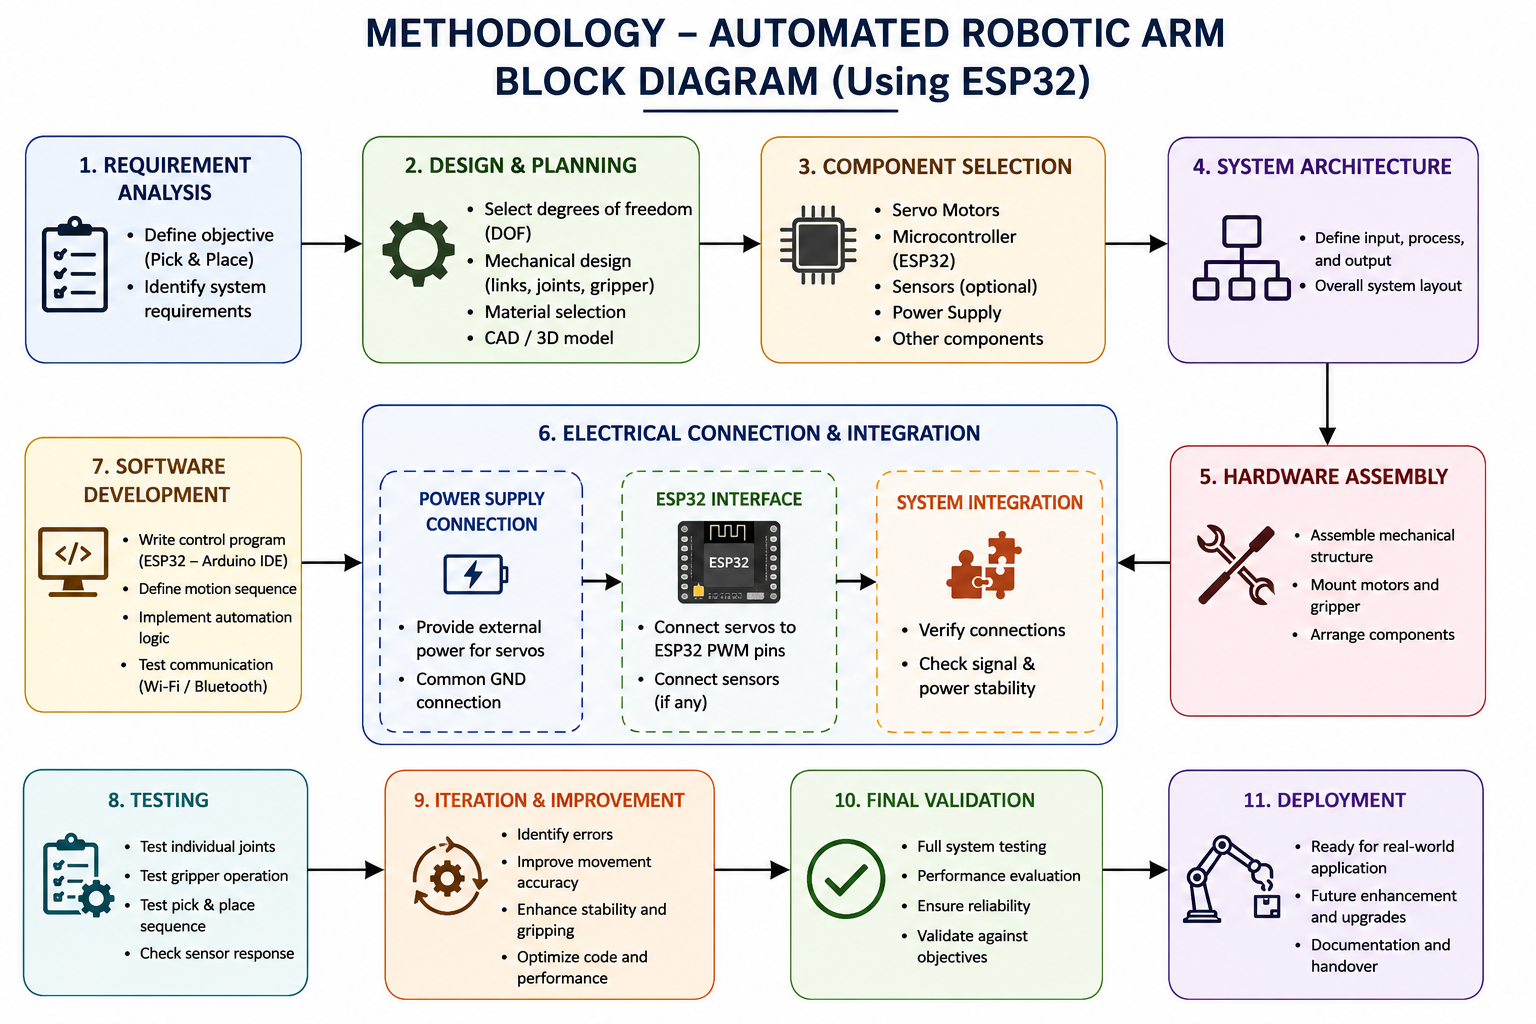 METHODOLOGY – AUTOMATED ROBOTIC ARM
BLOCK DIAGRAM (Using ESP32)
1. REQUIREMENT
ANALYSIS
• Define objective
(Pick & Place)
• Identify system
requirements
2. DESIGN & PLANNING
• Select degrees of freedom
(DOF)
• Mechanical design
(links, joints, gripper)
• Material selection
• CAD / 3D model
3. COMPONENT SELECTION
• Servo Motors
• Microcontroller
(ESP32)
• Sensors (optional)
• Power Supply
• Other components
4. SYSTEM ARCHITECTURE
• Define input, process,
and output
• Overall system layout
7. SOFTWARE
DEVELOPMENT
</>
• Write control program
(ESP32 – Arduino IDE)
• Define motion sequence
• Implement automation
logic
• Test communication
(Wi-Fi / Bluetooth)
6. ELECTRICAL CONNECTION & INTEGRATION
POWER SUPPLY
CONNECTION
• Provide external
power for servos
• Common GND
connection
ESP32 INTERFACE
ESP32
• Connect servos to
ESP32 PWM pins
• Connect sensors
(if any)
SYSTEM INTEGRATION
• Verify connections
• Check signal &
power stability
5. HARDWARE ASSEMBLY
• Assemble mechanical
structure
• Mount motors and
gripper
• Arrange components
8. TESTING
• Test individual joints
• Test gripper operation
• Test pick & place
sequence
• Check sensor response
9. ITERATION & IMPROVEMENT
• Identify errors
• Improve movement
accuracy
• Enhance stability and
gripping
• Optimize code and
performance
10. FINAL VALIDATION
• Full system testing
• Performance evaluation
• Ensure reliability
• Validate against
objectives
11. DEPLOYMENT
• Ready for real-world
application
• Future enhancement
and upgrades
• Documentation and
handover